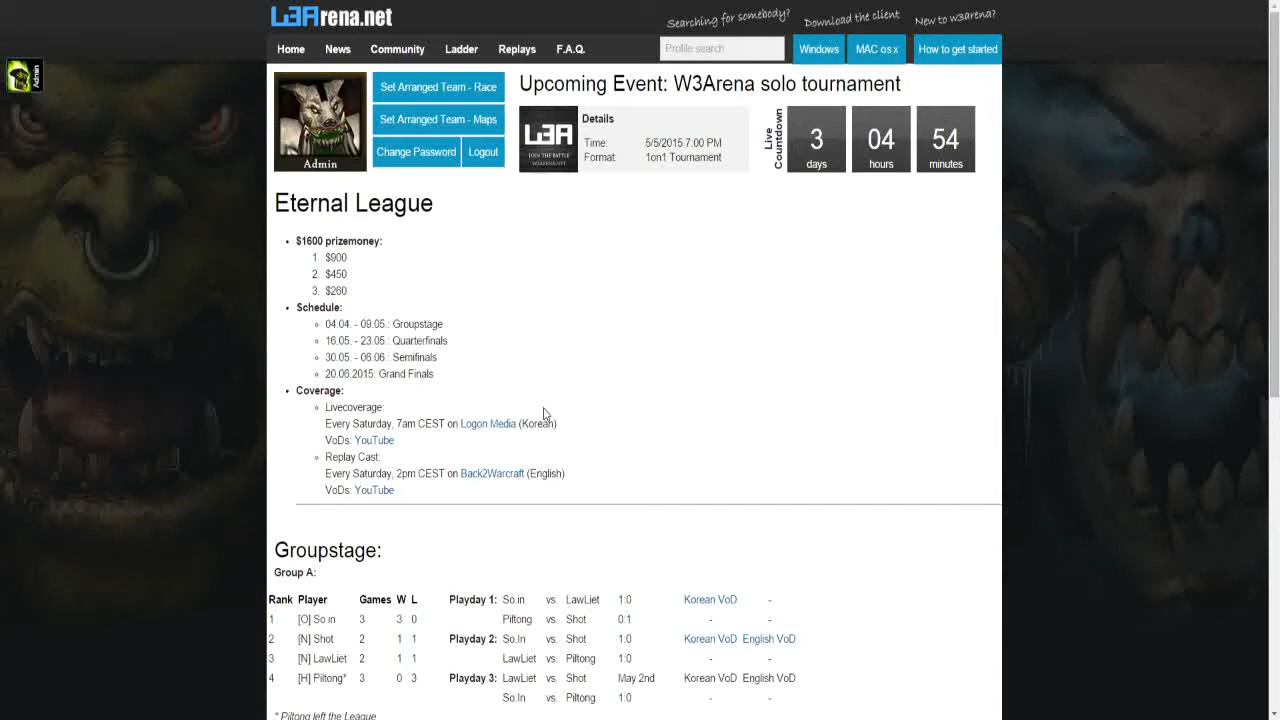 W3Arena.net
Searching for somebody? Download the client New to w3arena?
Home News Community Ladder Replays F.A.Q. Profile search Windows MAC os x How to get started
Admin
Admin
Set Arranged Team - Race
Set Arranged Team - Maps
Change Password Logout
Upcoming Event: W3Arena solo tournament
W3A
JOIN THE BATTLE
W3ARENA.NET
Details
Time: 5/5/2015 7:00 PM
Format: 1on1 Tournament
Live Countdown
3 days
04 hours
54 minutes
Eternal League
• $1600 prizemoney:
1. $900
2. $450
3. $260
• Schedule:
◦ 04.04. - 09.05.: Groupstage
◦ 16.05. - 23.05.: Quarterfinals
◦ 30.05. - 06.06.: Semifinals
◦ 20.06.2015: Grand Finals
• Coverage:
◦ Livecoverage:
Every Saturday, 7am CEST on Logon Media (Korean)
VoDs: YouTube
◦ Replay Cast:
Every Saturday, 2pm CEST on Back2Warcraft (English)
VoDs: YouTube
Groupstage:
Group A:
Rank Player Games W L
1 [O] So in 3 3 0
2 [N] Shot 2 1 1
3 [N] LawLiet 2 1 1
4 [H] Piltong* 3 0 3
Playday 1: So.in vs. LawLiet 1:0 Korean VoD -
Piltong vs. Shot 0:1 - -
Playday 2: So.In vs. Shot 1:0 Korean VoD English VoD
LawLiet vs. Piltong 1:0 - -
Playday 3: LawLiet vs. Shot May 2nd Korean VoD English VoD
So.In vs. Piltong 1:0 - -
* Piltong left the League